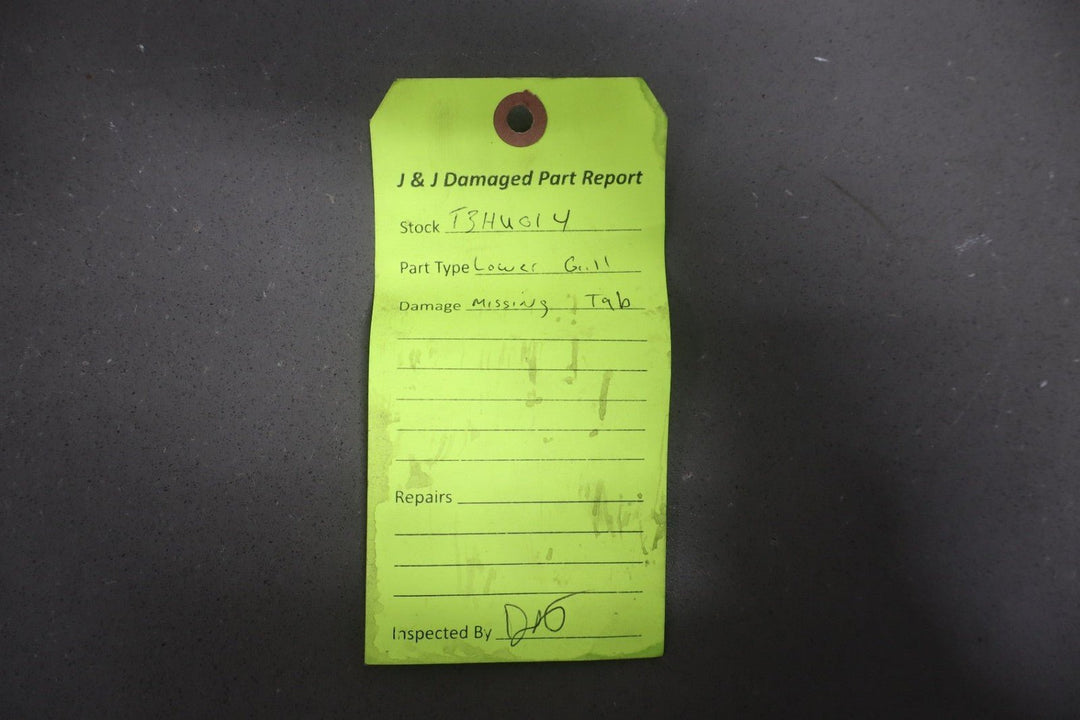 J & J Damaged Part Report
Stock T3HU014
Part Type Lower Grill
Damage Missing Tab
Repairs
Inspected By